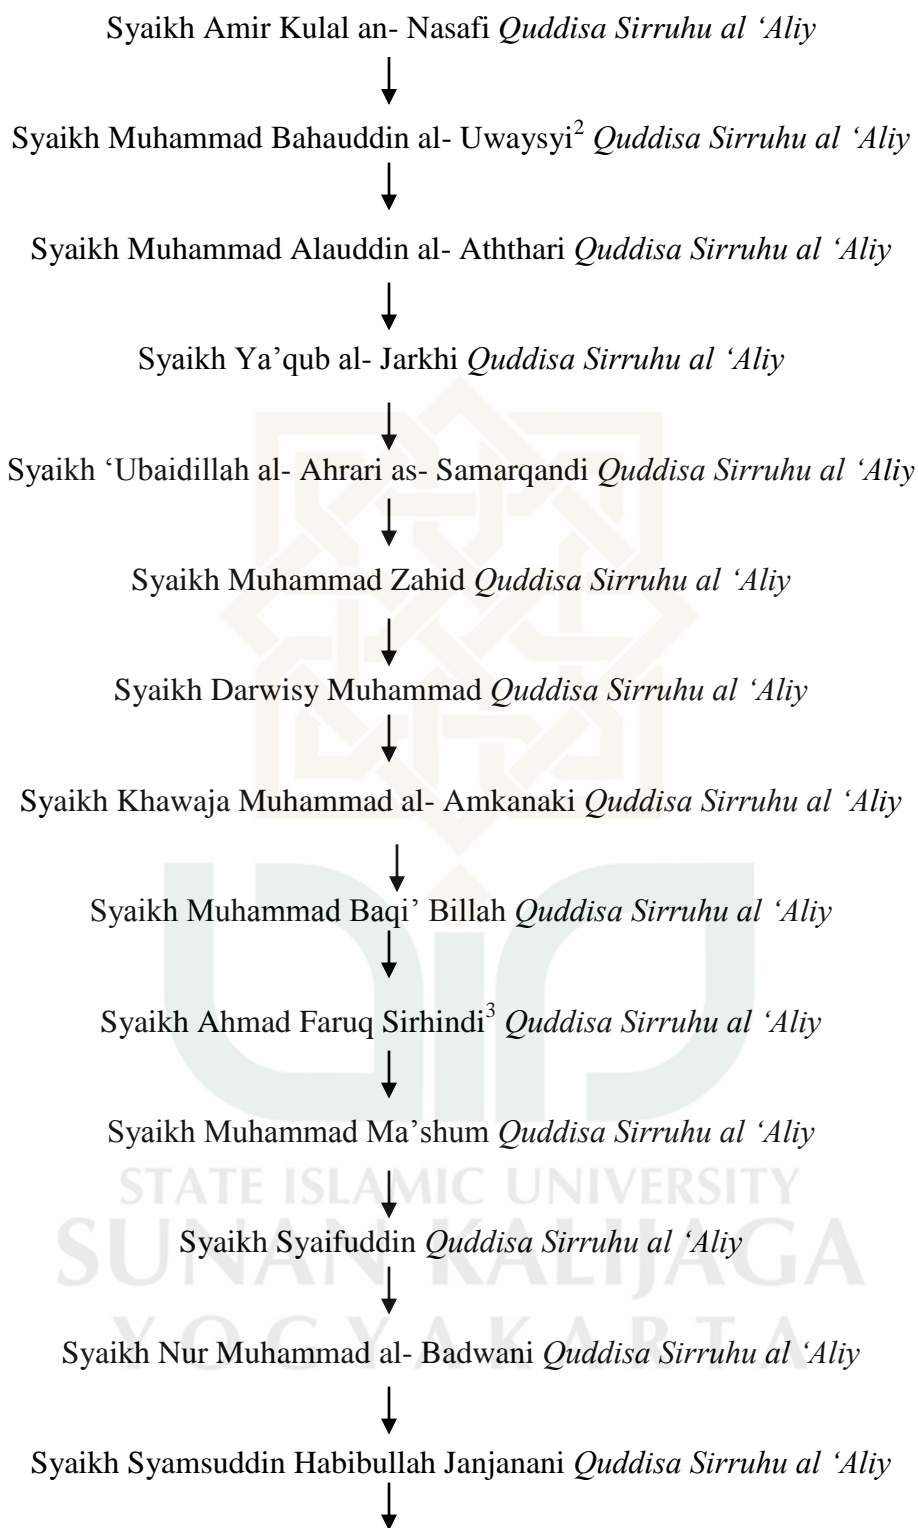 Syaikh Amir Kulal an- Nasafi Quddisa Sirruhu al ‘Aliy
Syaikh Muhammad Bahauddin al- Uwaysyi2 Quddisa Sirruhu al ‘Aliy
Syaikh Muhammad Alauddin al- Aththari Quddisa Sirruhu al ‘Aliy
Syaikh Ya’qub al- Jarkhi Quddisa Sirruhu al ‘Aliy
Syaikh ‘Ubaidillah al- Ahrari as- Samarqandi Quddisa Sirruhu al ‘Aliy
Syaikh Muhammad Zahid Quddisa Sirruhu al ‘Aliy
Syaikh Darwisy Muhammad Quddisa Sirruhu al ‘Aliy
Syaikh Khawaja Muhammad al- Amkanaki Quddisa Sirruhu al ‘Aliy
Syaikh Muhammad Baqi’ Billah Quddisa Sirruhu al ‘Aliy
Syaikh Ahmad Faruq Sirhindi3 Quddisa Sirruhu al ‘Aliy
Syaikh Muhammad Ma’shum Quddisa Sirruhu al ‘Aliy
STATE ISLAMIC UNIVERSITY
SUNAN KALIJAGA
Syaikh Syaifuddin Quddisa Sirruhu al ‘Aliy
YOGYAKARTA
Syaikh Nur Muhammad al- Badwani Quddisa Sirruhu al ‘Aliy
Syaikh Syamsuddin Habibullah Janjanani Quddisa Sirruhu al ‘Aliy